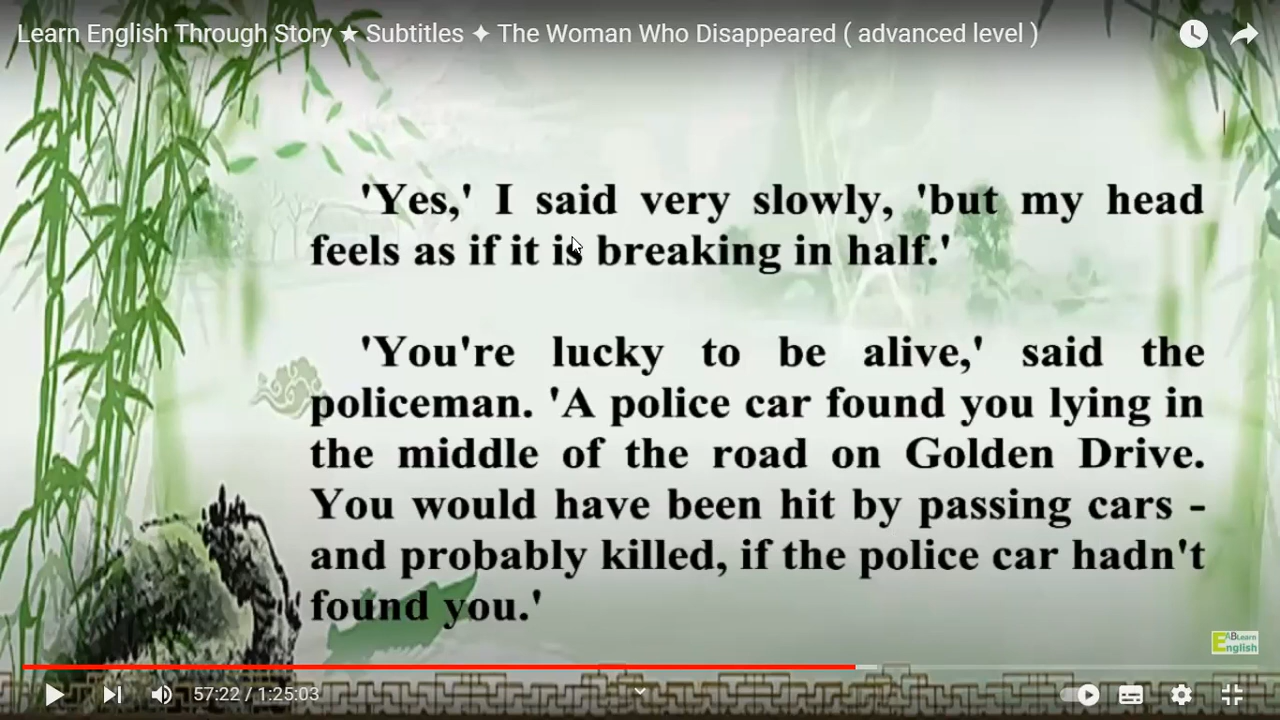 Learn English Through Story ★ Subtitles ✦ The Woman Who Disappeared ( advanced level )
'Yes,' I said very slowly, 'but my head
feels as if it is breaking in half.'
'You're lucky to be alive,' said the
policeman. 'A police car found you lying in
the middle of the road on Golden Drive.
You would have been hit by passing cars -
and probably killed, if the police car hadn't
found you.'
EABLearn
English
57:22 / 1:25:03